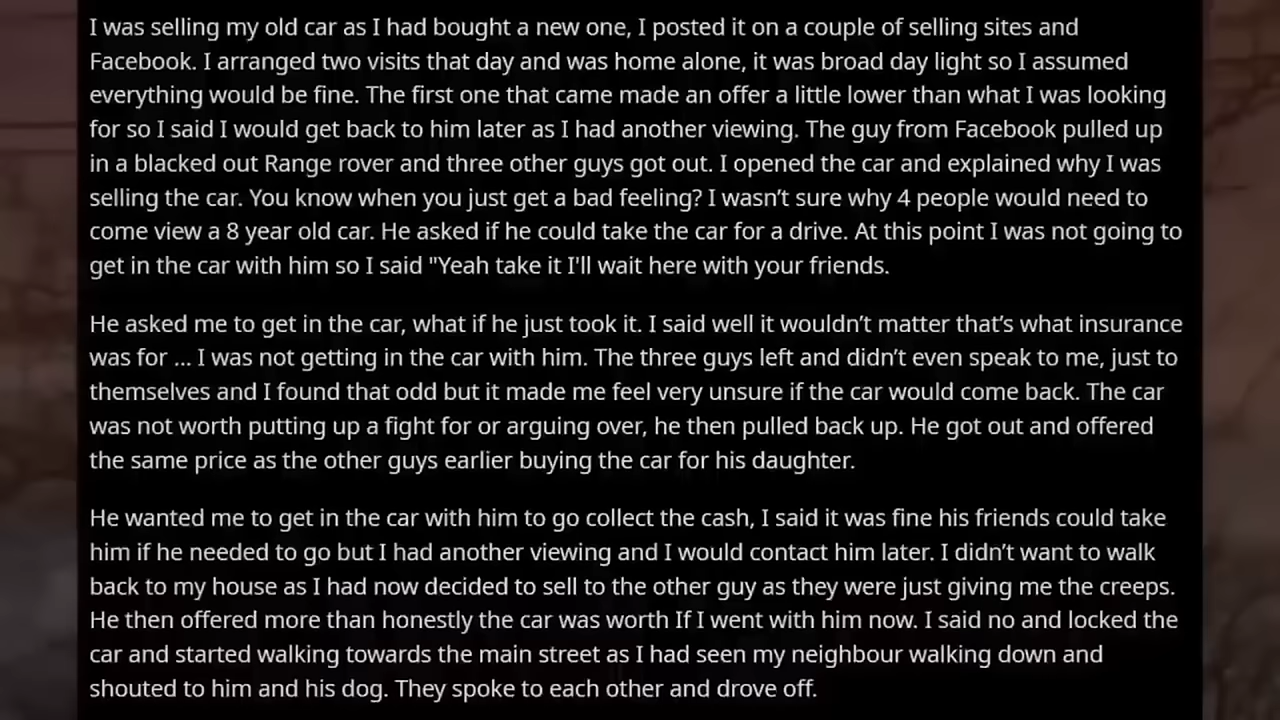 I was selling my old car as I had bought a new one, I posted it on a couple of selling sites and
Facebook. I arranged two visits that day and was home alone, it was broad day light so I assumed
everything would be fine. The first one that came made an offer a little lower than what I was looking
for so I said I would get back to him later as I had another viewing. The guy from Facebook pulled up
in a blacked out Range rover and three other guys got out. I opened the car and explained why I was
selling the car. You know when you just get a bad feeling? I wasn’t sure why 4 people would need to
come view a 8 year old car. He asked if he could take the car for a drive. At this point I was not going to
get in the car with him so I said "Yeah take it I'll wait here with your friends.
He asked me to get in the car, what if he just took it. I said well it wouldn’t matter that’s what insurance
was for ... I was not getting in the car with him. The three guys left and didn’t even speak to me, just to
themselves and I found that odd but it made me feel very unsure if the car would come back. The car
was not worth putting up a fight for or arguing over, he then pulled back up. He got out and offered
the same price as the other guys earlier buying the car for his daughter.
He wanted me to get in the car with him to go collect the cash, I said it was fine his friends could take
him if he needed to go but I had another viewing and I would contact him later. I didn’t want to walk
back to my house as I had now decided to sell to the other guy as they were just giving me the creeps.
He then offered more than honestly the car was worth If I went with him now. I said no and locked the
car and started walking towards the main street as I had seen my neighbour walking down and
shouted to him and his dog. They spoke to each other and drove off.